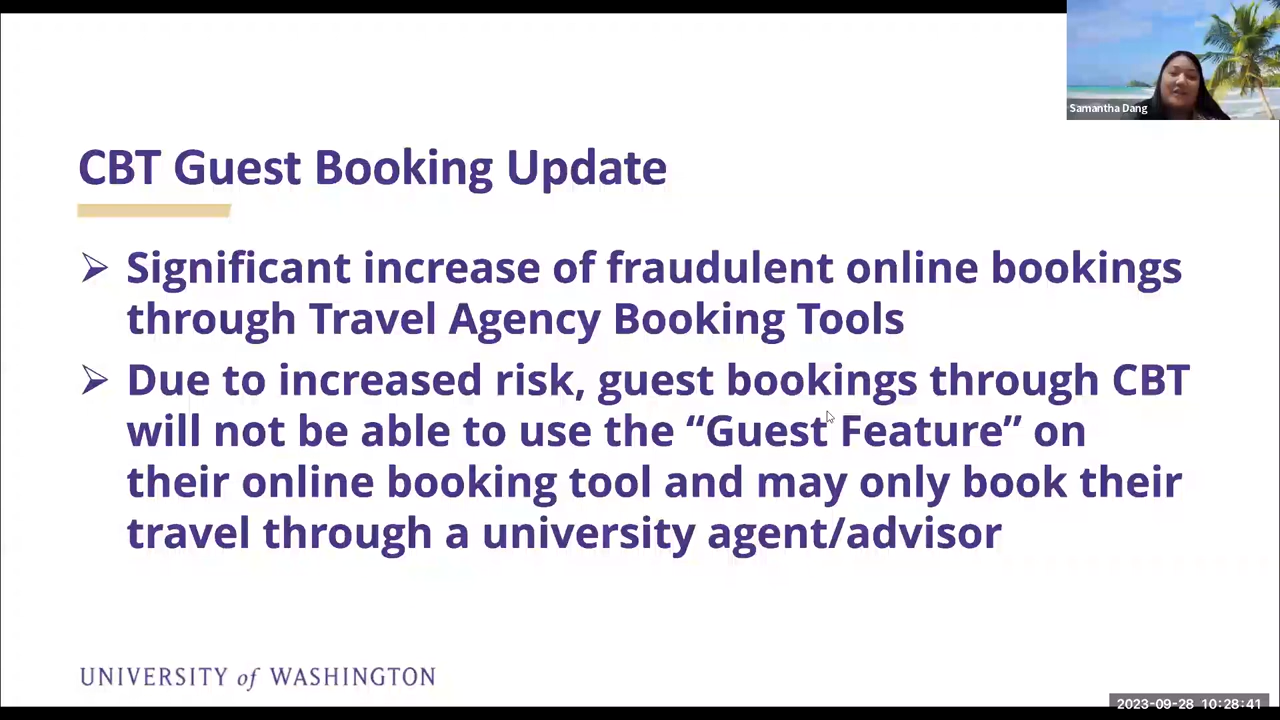 Samantha Dang
CBT Guest Booking Update
➢ Significant increase of fraudulent online bookings
through Travel Agency Booking Tools
➢ Due to increased risk, guest bookings through CBT
will not be able to use the “Guest Feature” on
their online booking tool and may only book their
travel through a university agent/advisor
UNIVERSITY of WASHINGTON
2023-09-28 10:28:41